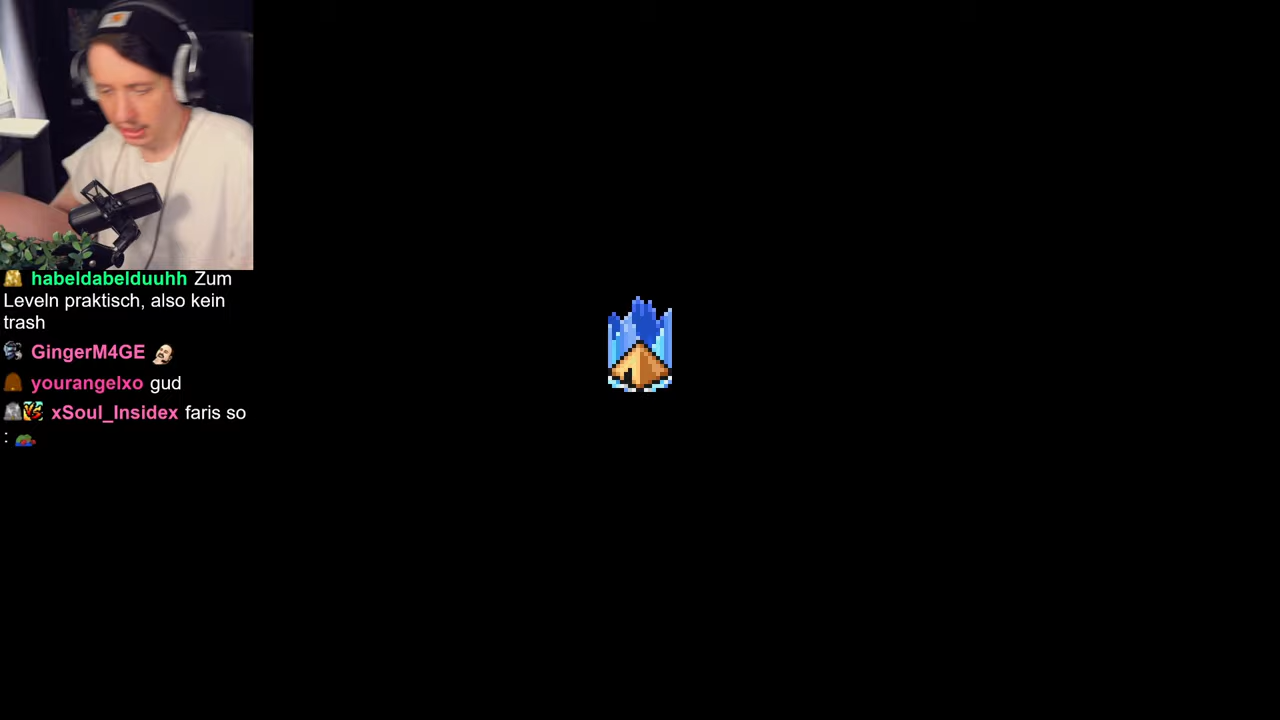 habeldabelduuhh Zum
Leveln praktisch, also kein
trash
GingerM4GE
yourangelxo gud
xSoul_Insidex faris so
: